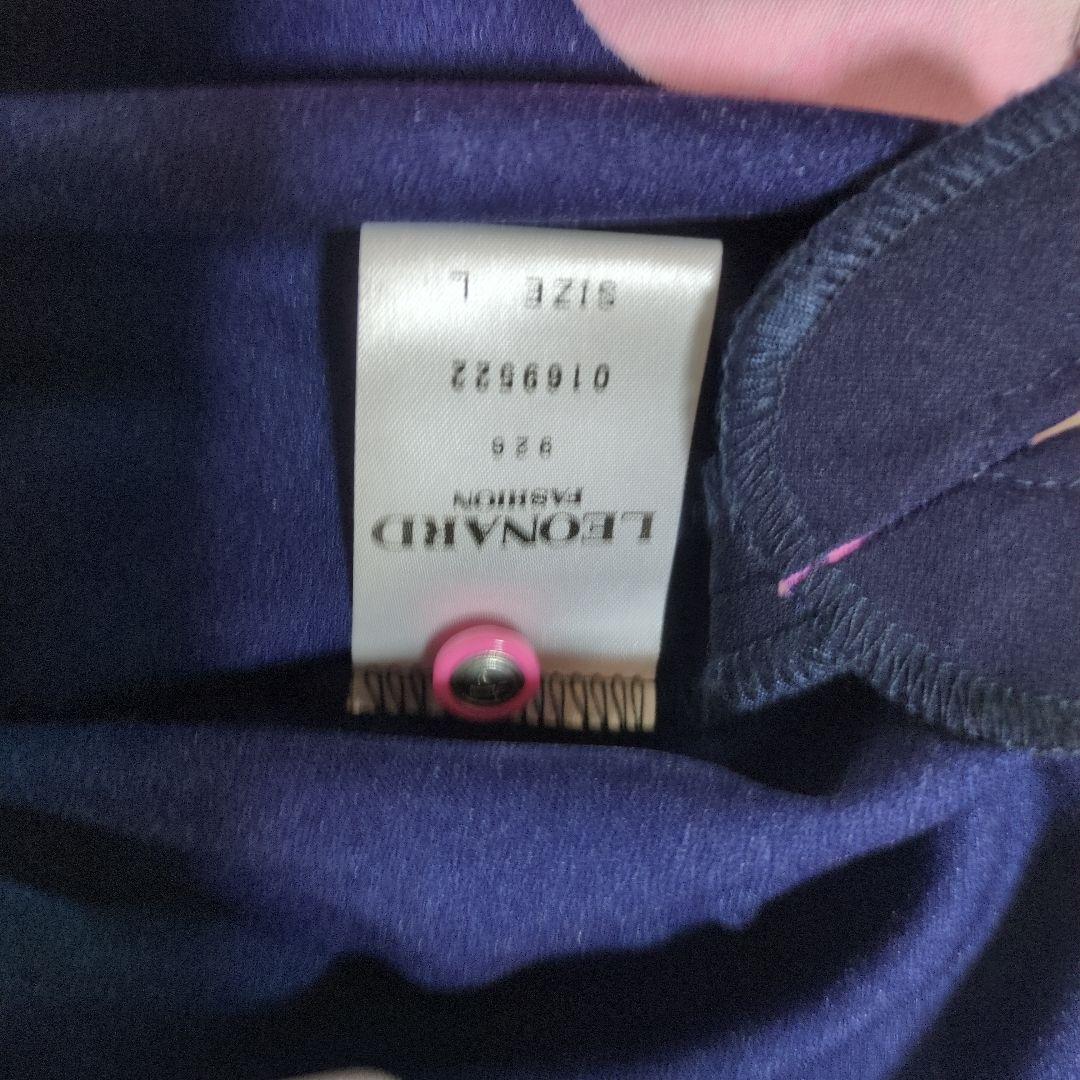 LEONARD
FASHION
926
0169522
SIZE L